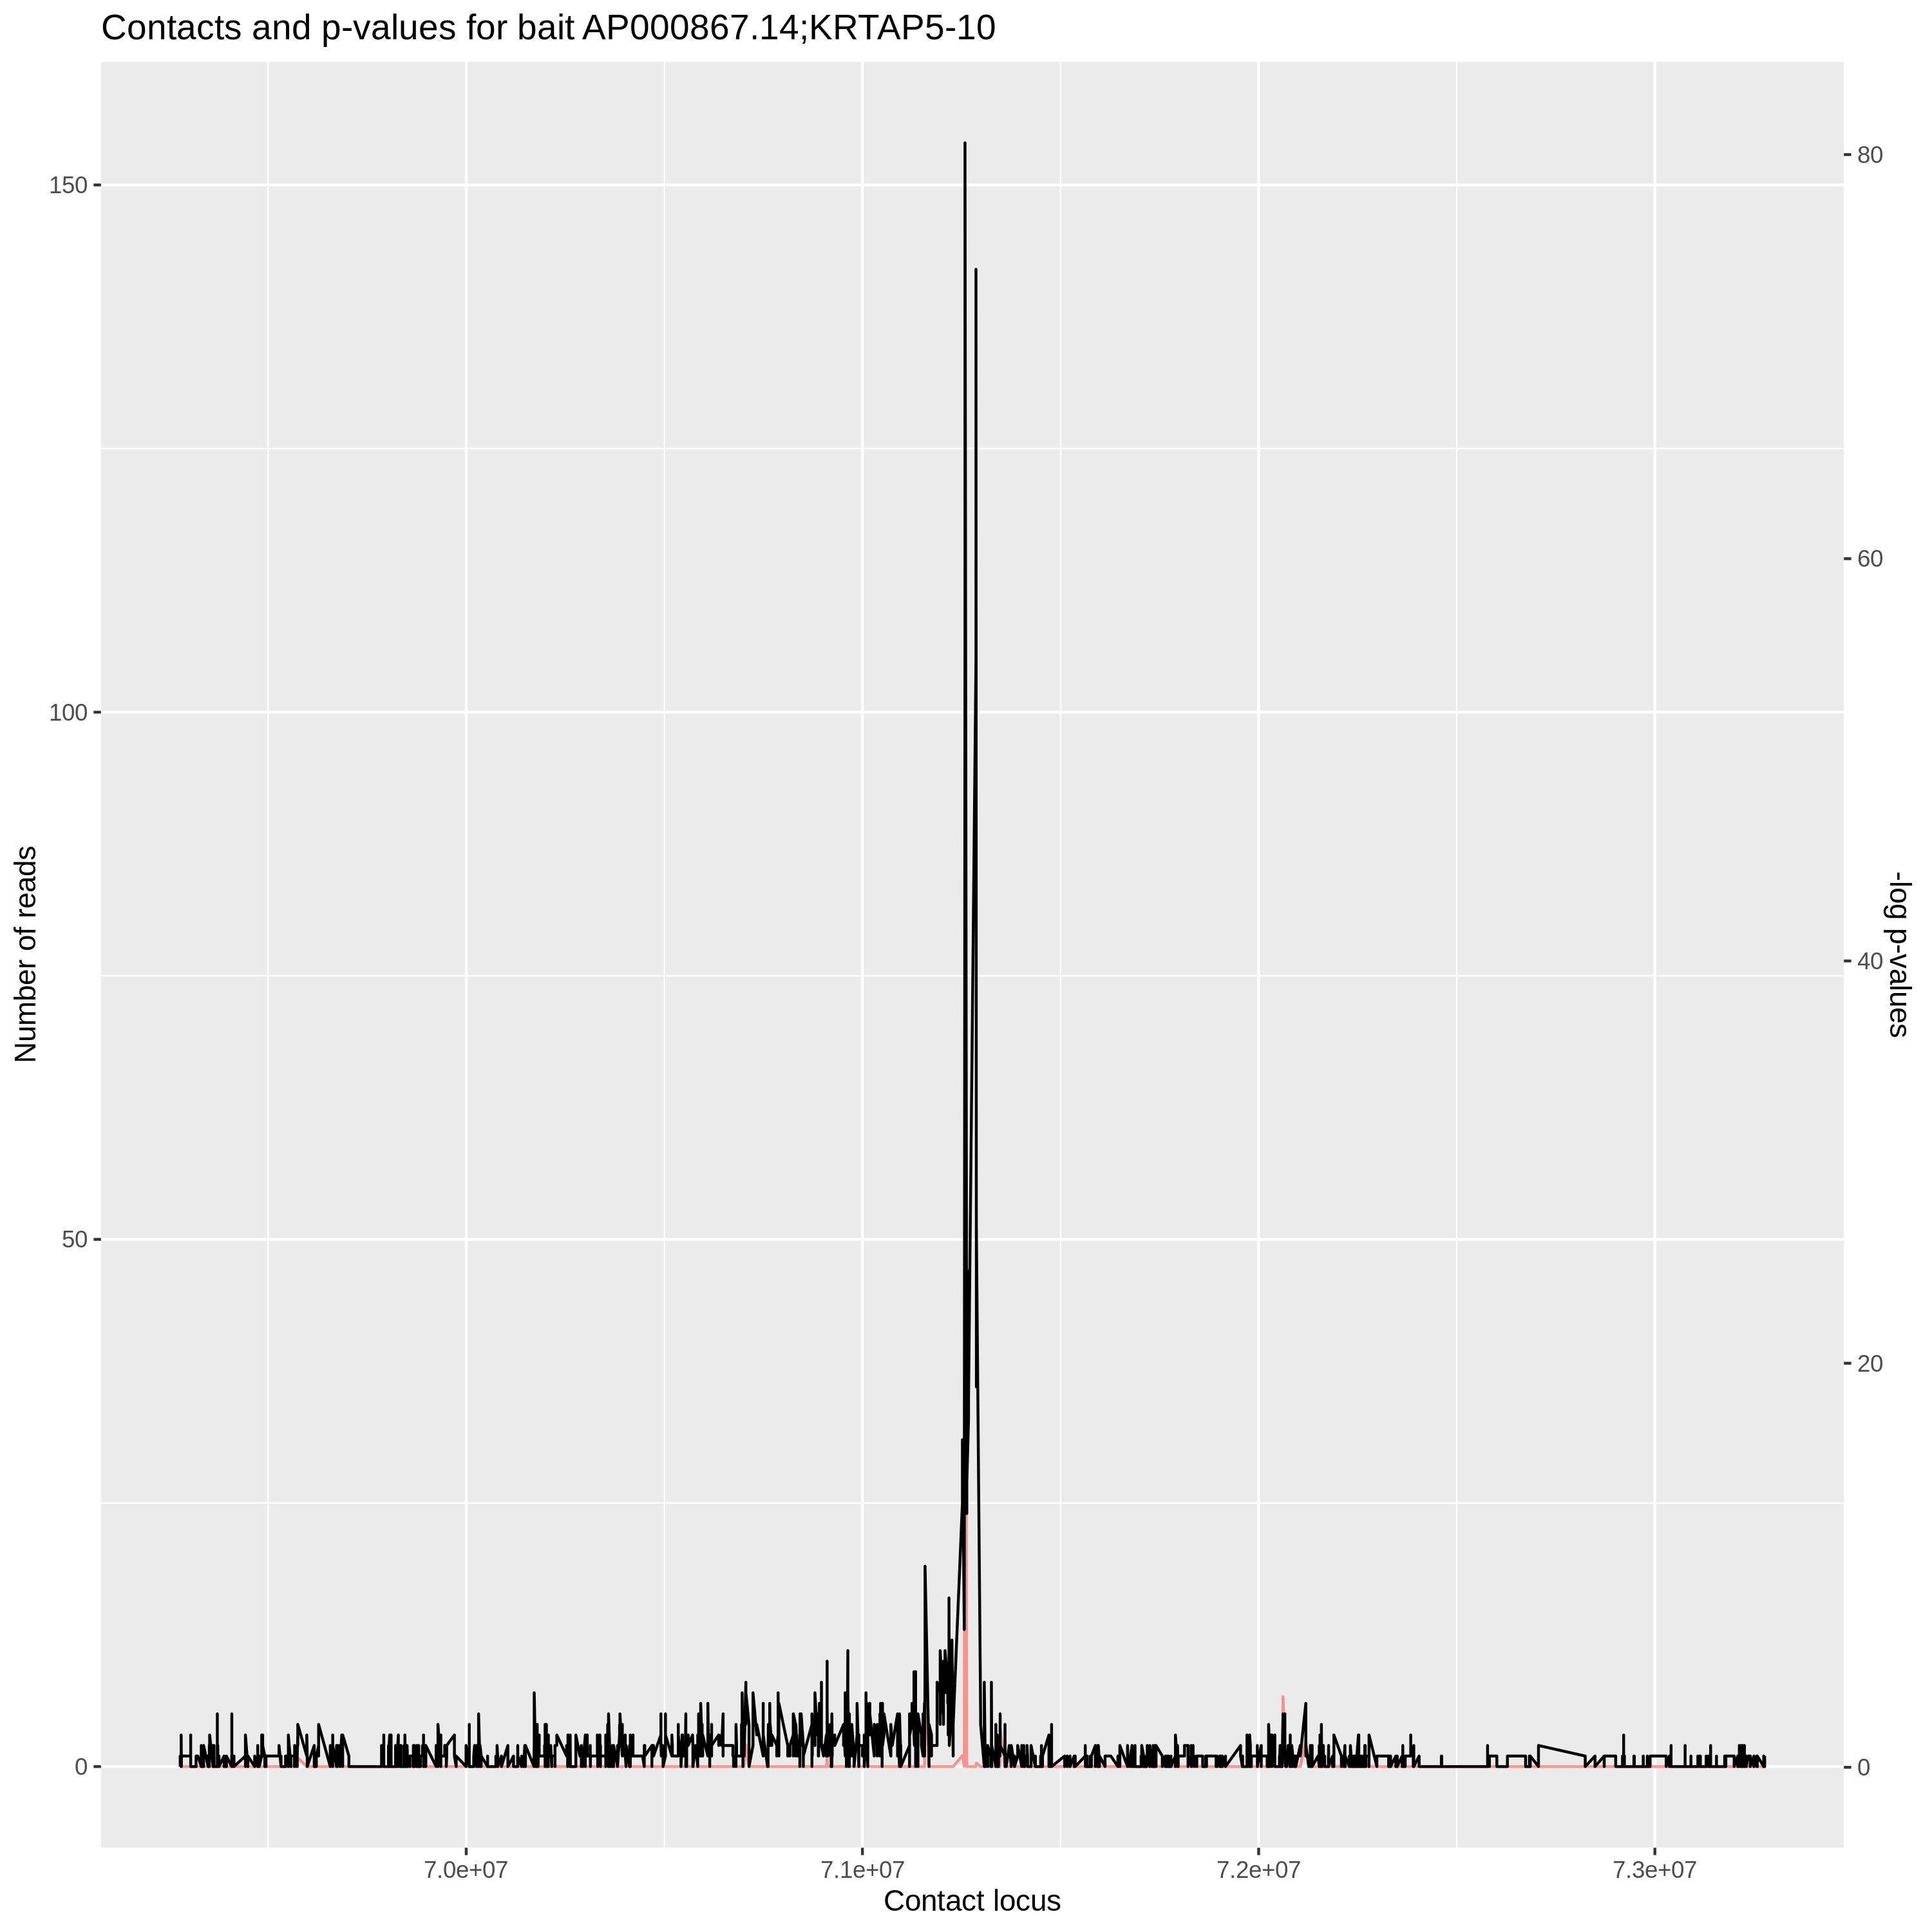 Contacts and p-values for bait AP000867.14;KRTAP5-10
150
100
50
0
80
60
40
20
0
Number of reads
-log p-values
7.0e+07
7.1e+07
7.2e+07
7.3e+07
Contact locus